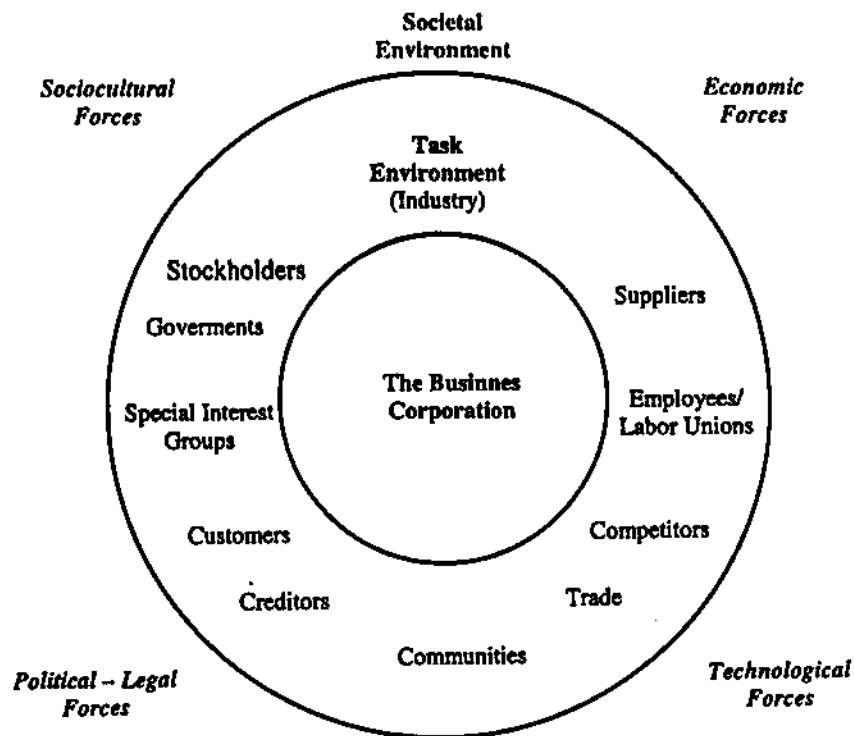 Societal
Environment
Sociocultural
Forces
Economic
Forces
Task
Environment
(Industry)
Stockholders
Suppliers
Goverments
The Businnes
Corporation
Special Interest
Groups
Employees/
Labor Unions
Customers
Competitors
Creditors
Trade
Communities
Political – Legal
Forces
Technological
Forces